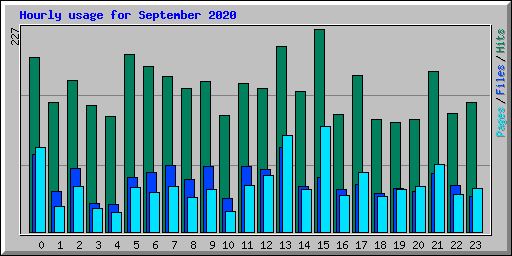 Hourly usage for September 2020
227
Pages/Files/Hits
0 1 2 3 4 5 6 7 8 9 10 11 12 13 14 15 16 17 18 19 20 21 22 23